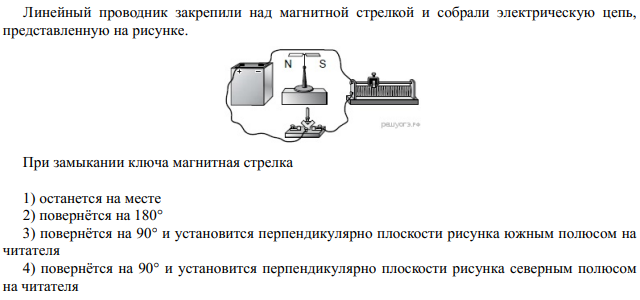 Линейный проводник закрепили над магнитной стрелкой и собрали электрическую цепь,
представленную на рисунке.
N S
+ −
решуогэ.рф
При замыкании ключа магнитная стрелка
1) останется на месте
2) повернётся на 180°
3) повернётся на 90° и установится перпендикулярно плоскости рисунка южным полюсом на
читателя
4) повернётся на 90° и установится перпендикулярно плоскости рисунка северным полюсом
на читателя